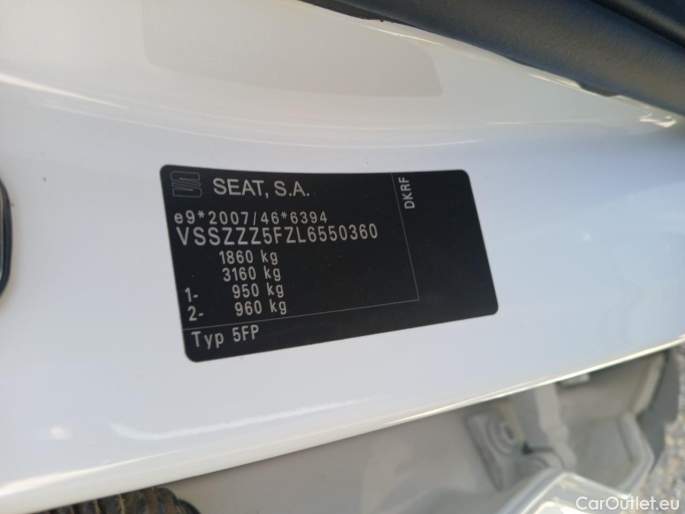 SEAT, S.A.
DKRF
e9*2007/46*6394
VSSZZZ5FZL6550360
1860 kg
3160 kg
1- 950 kg
2- 960 kg
Typ 5FP
CarOutlet.eu